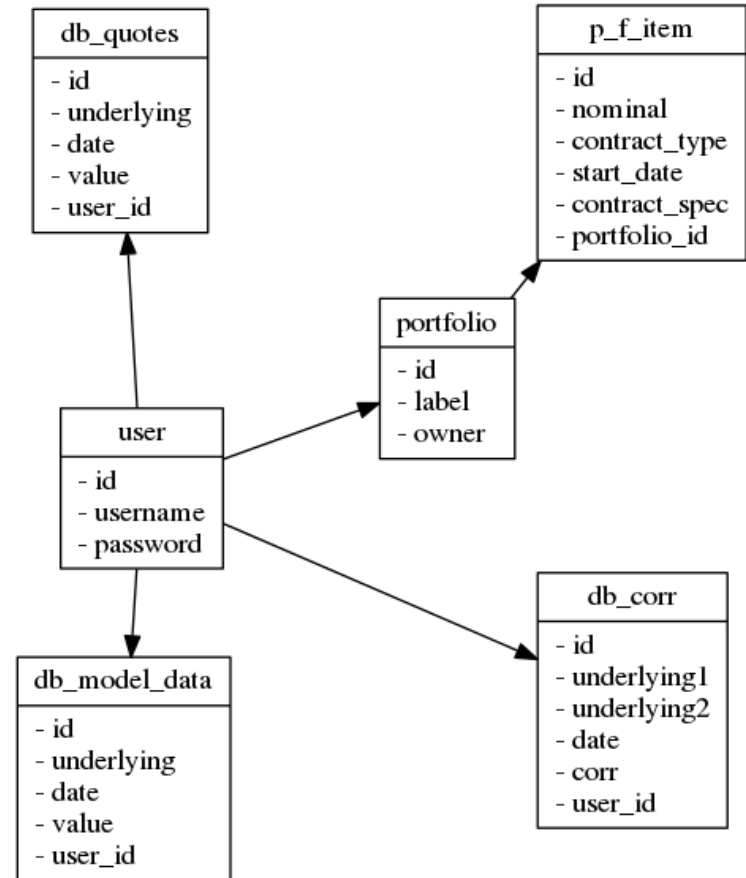 db_quotes
- id
- underlying
- date
- value
- user_id
p_f_item
- id
- nominal
- contract_type
- start_date
- contract_spec
- portfolio_id
portfolio
- id
- label
- owner
user
- id
- username
- password
db_model_data
- id
- underlying
- date
- value
- user_id
db_corr
- id
- underlying1
- underlying2
- date
- corr
- user_id